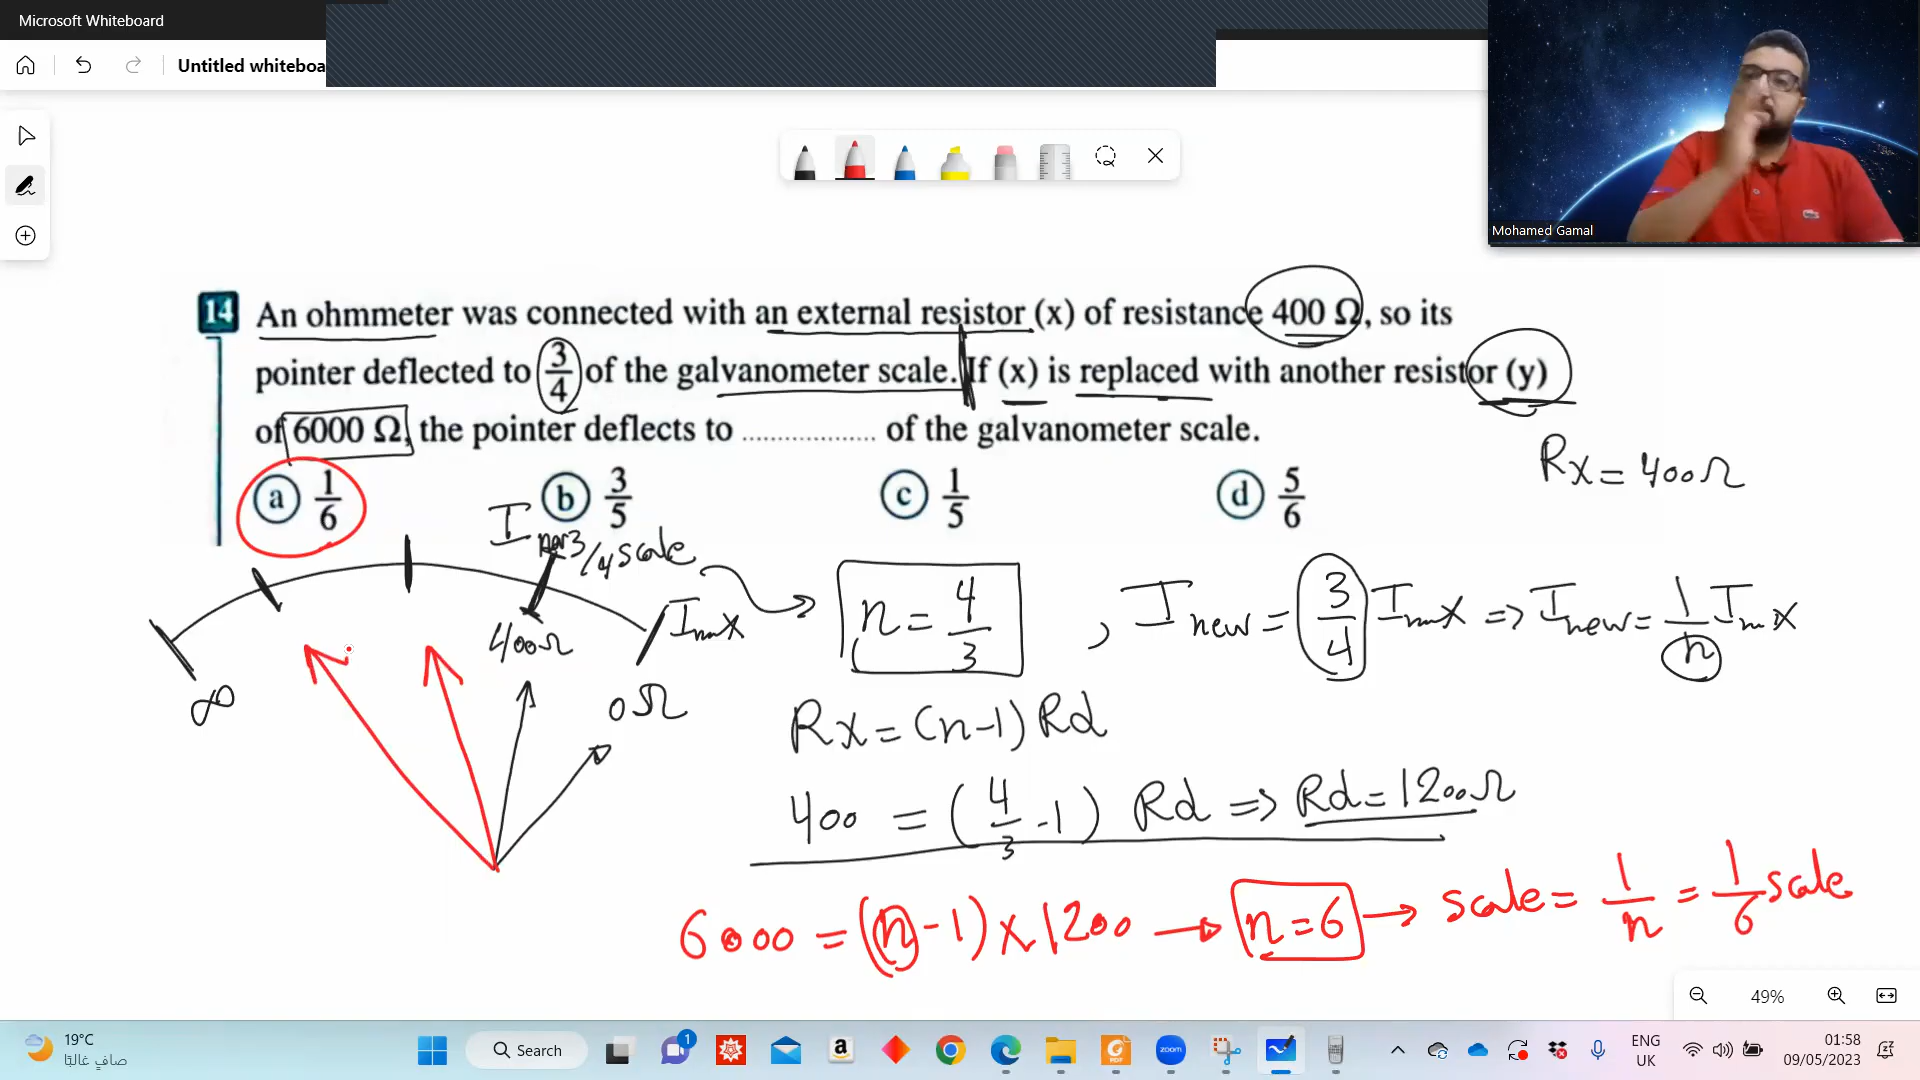 Microsoft Whiteboard
Untitled whiteboa
Mohamed Gamal
14 An ohmmeter was connected with an external resistor (x) of resistance 400 Ω, so its
pointer deflected to 3/4 of the galvanometer scale. If (x) is replaced with another resistor (y)
of 6000 Ω, the pointer deflects to .................. of the galvanometer scale.
a 1/6 b 3/5 c 1/5 d 5/6
Rx = 400Ω
I 3/4 scale
n = 4/3 , I new = 3/4 Imax => I new = 1/n Imax
400Ω
Imax
∞
0Ω
Rx = (n-1) Rd
400 = (4/3 - 1) Rd => Rd = 1200Ω
6000 = (n-1) x 1200 → n = 6 → scale = 1/n = 1/6 scale
49%
19°C
صافٍ غالبًا
Search
1
ENG
UK
01:58
09/05/2023